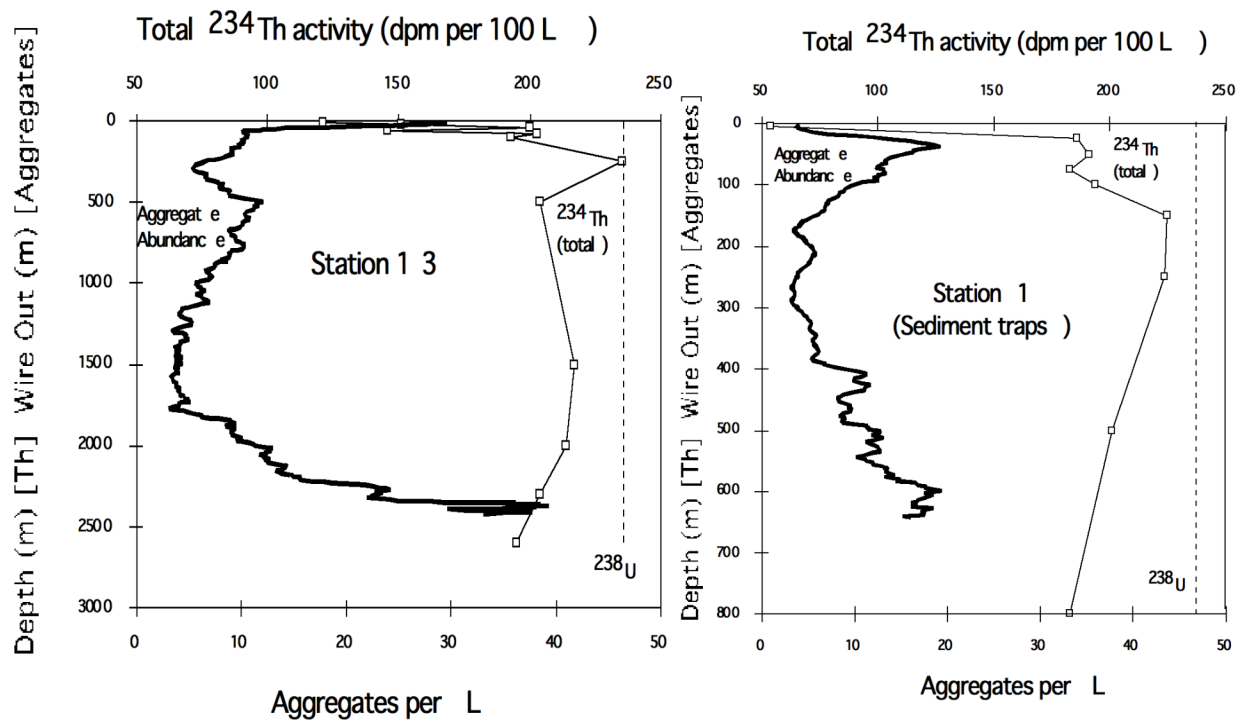 Total 234Th activity (dpm per 100 L )
50 100 150 200 250
Depth (m) [Th] Wire Out (m) [Aggregates]
0
500
1000
1500
2000
2500
3000
Aggregat e
Abundanc e
234Th
(total )
Station 1 3
238U
0 10 20 30 40 50
Aggregates per L
Total 234Th activity (dpm per 100 L )
50 100 150 200 250
Depth (m) [Th] Wire Out (m) [Aggregates]
0
100
200
300
400
500
600
700
800
Aggregat e
Abundanc e
234Th
(total )
Station 1
(Sediment traps )
238U
0 10 20 30 40 50
Aggregates per L